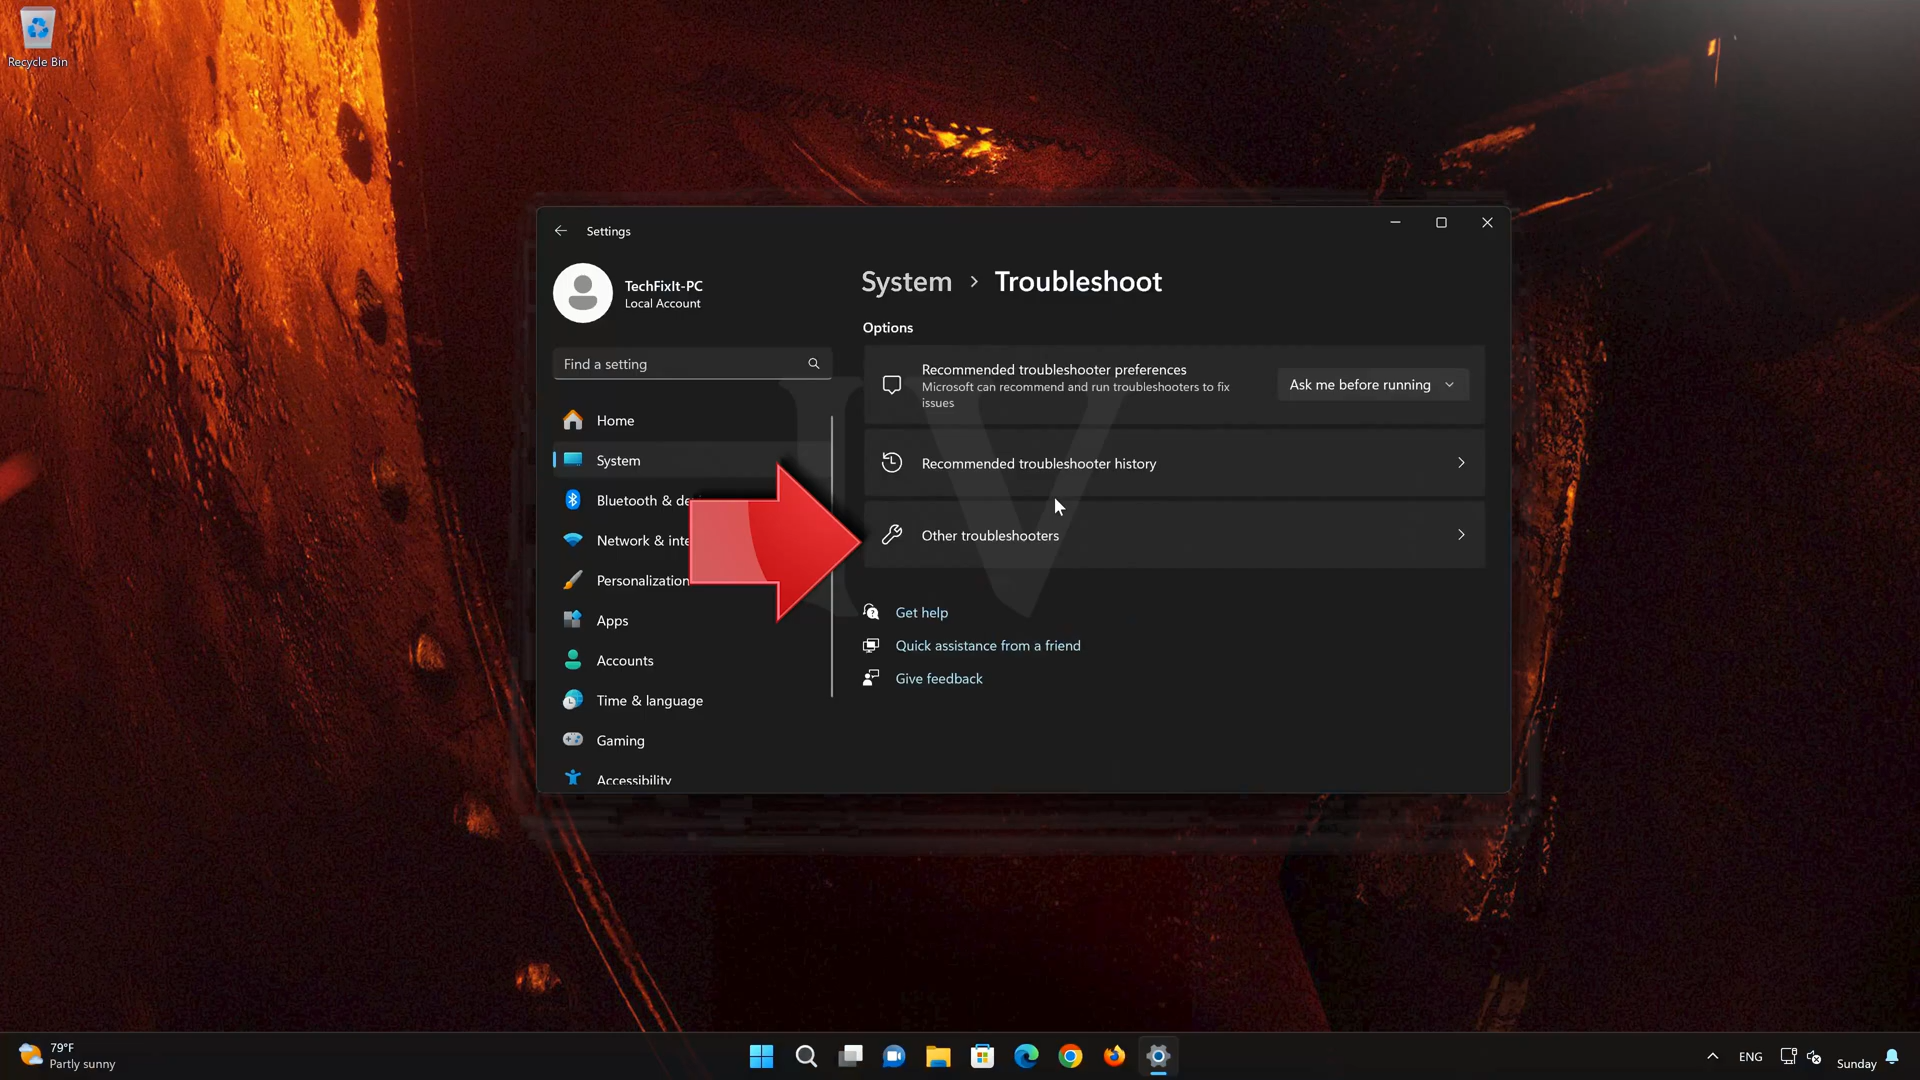 Recycle Bin
Settings
TechFixIt-PC
Local Account
Find a setting
Home
System
Bluetooth & de
Network & inte
Personalization
Apps
Accounts
Time & language
Gaming
Accessibility
System > Troubleshoot
Options
Recommended troubleshooter preferences
Microsoft can recommend and run troubleshooters to fix
issues
Ask me before running
Recommended troubleshooter history
Other troubleshooters
Get help
Quick assistance from a friend
Give feedback
IV
79°F
Partly sunny
ENG
Sunday